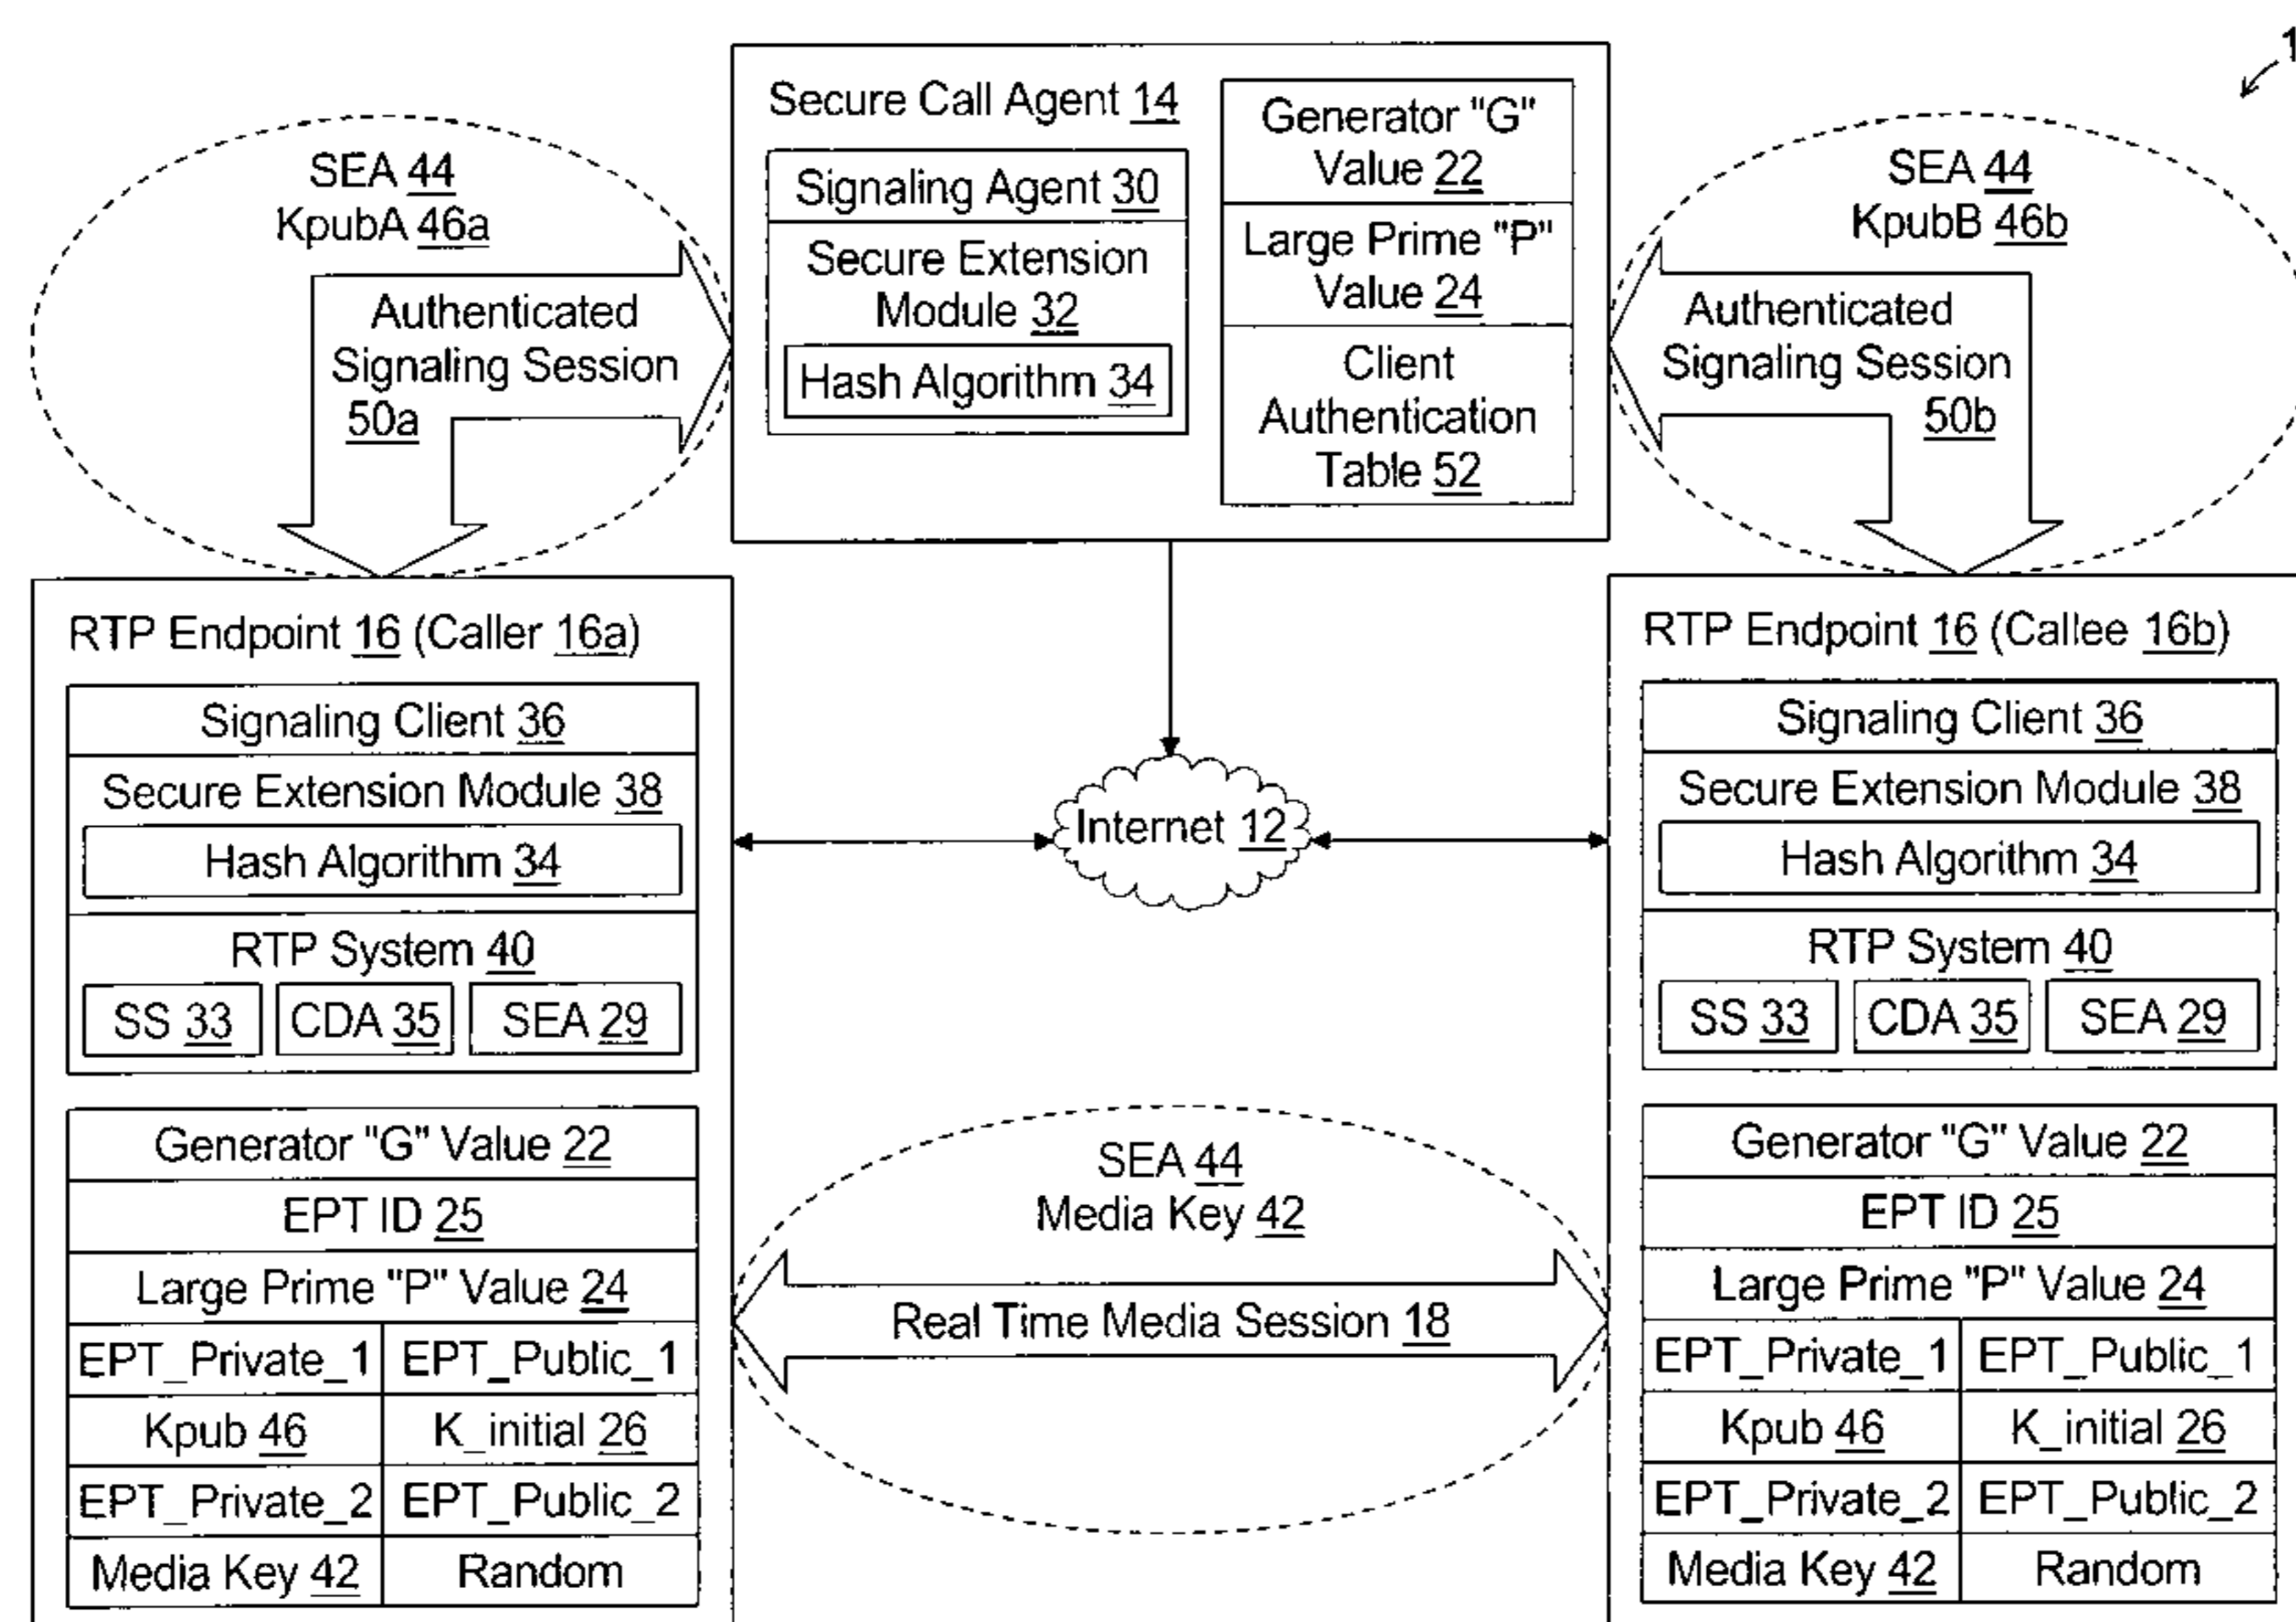 1
Secure Call Agent 14
Signaling Agent 30
Secure Extension
Module 32
Hash Algorithm 34
Generator "G"
Value 22
Large Prime "P"
Value 24
Client
Authentication
Table 52
SEA 44
KpubA 46a
Authenticated
Signaling Session
50a
SEA 44
KpubB 46b
Authenticated
Signaling Session
50b
RTP Endpoint 16 (Caller 16a)
Signaling Client 36
Secure Extension Module 38
Hash Algorithm 34
RTP System 40
SS 33
CDA 35
SEA 29
Generator "G" Value 22
EPT ID 25
Large Prime "P" Value 24
EPT_Private_1
EPT_Public_1
Kpub 46
K_initial 26
EPT_Private_2
EPT_Public_2
Media Key 42
Random
Internet 12
SEA 44
Media Key 42
Real Time Media Session 18
RTP Endpoint 16 (Callee 16b)
Signaling Client 36
Secure Extension Module 38
Hash Algorithm 34
RTP System 40
SS 33
CDA 35
SEA 29
Generator "G" Value 22
EPT ID 25
Large Prime "P" Value 24
EPT_Private_1
EPT_Public_1
Kpub 46
K_initial 26
EPT_Private_2
EPT_Public_2
Media Key 42
Random